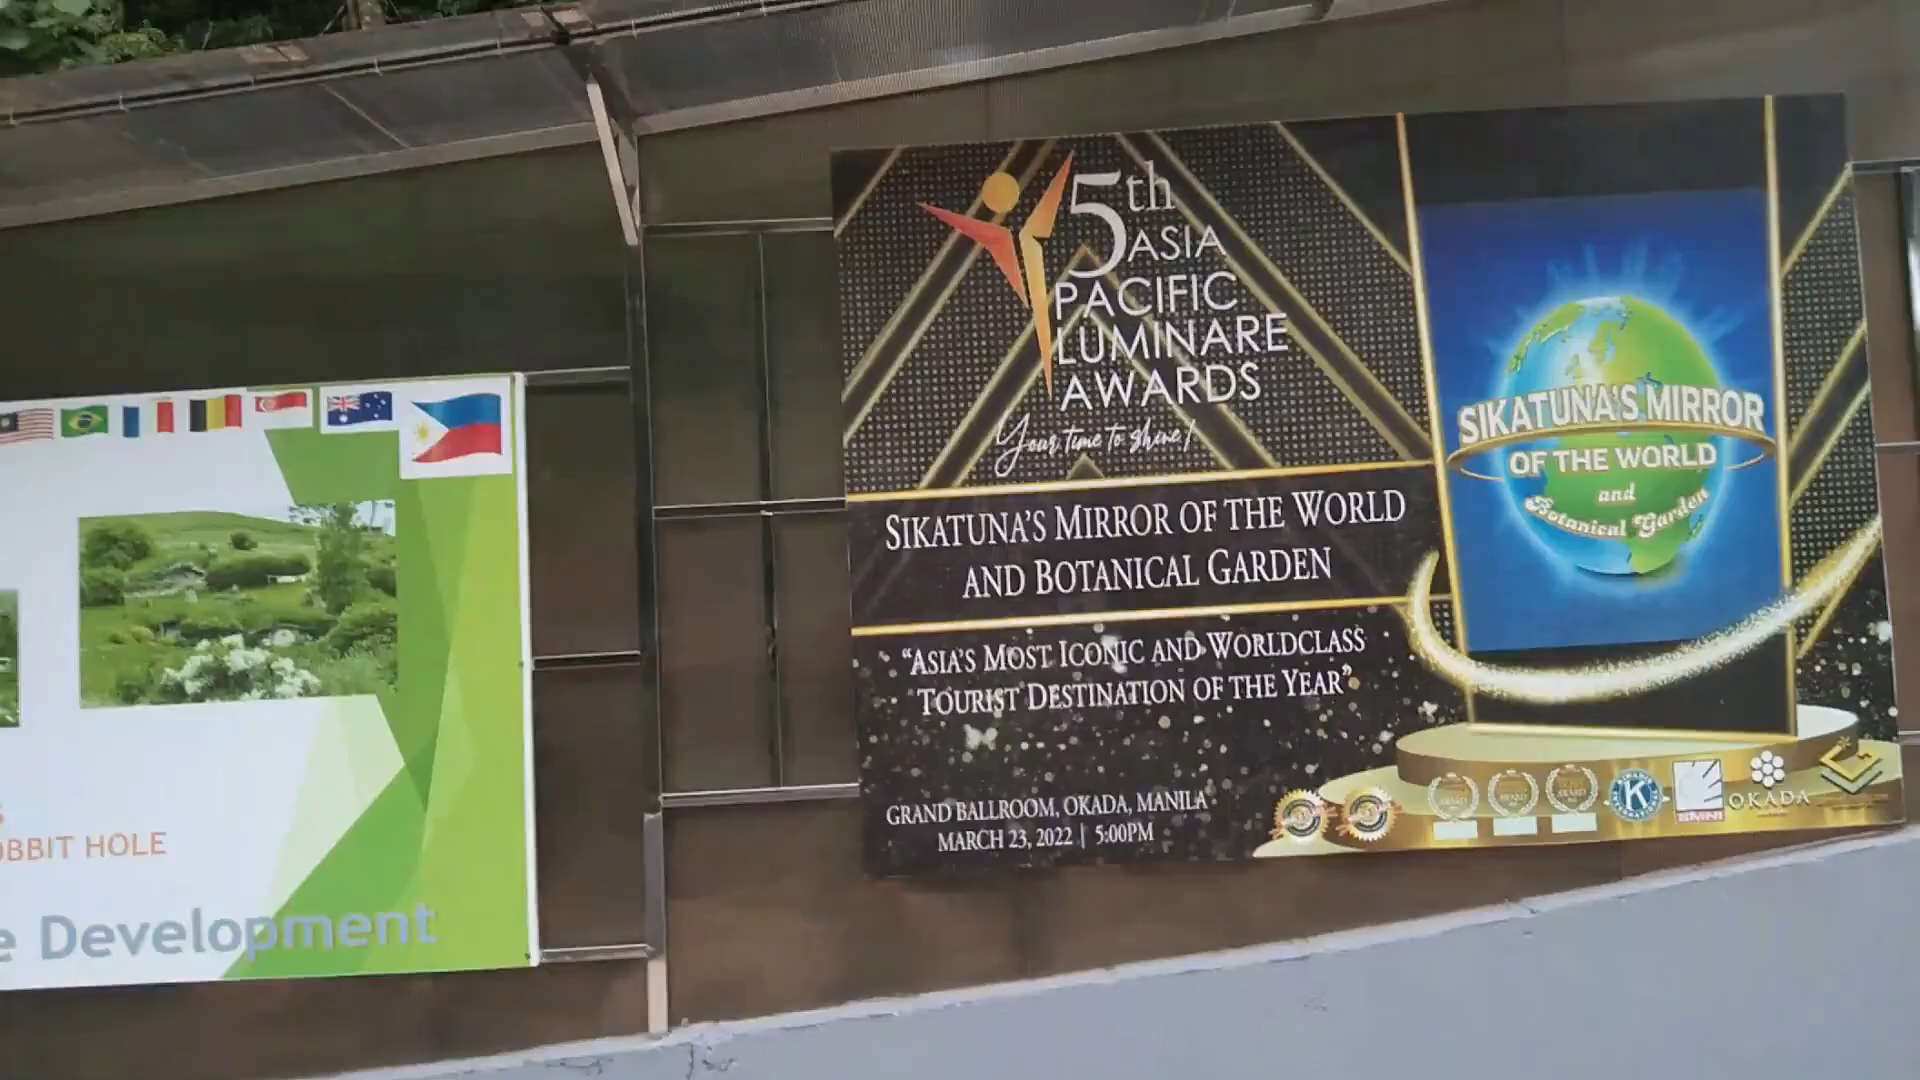 HOLE
Development
5th
ASIA
PACIFIC
LUMINARE
AWARDS
Your time to shine!
SIKATUNA'S MIRROR OF THE WORLD
AND BOTANICAL GARDEN
"ASIA'S MOST ICONIC AND WORLDCLASS
TOURIST DESTINATION OF THE YEAR"
GRAND BALLROOM, OKADA, MANILA
MARCH 23, 2022 | 5:00PM
SIKATUNA'S MIRROR
OF THE WORLD
and
Botanical Garden
K
SMNI
OKADA